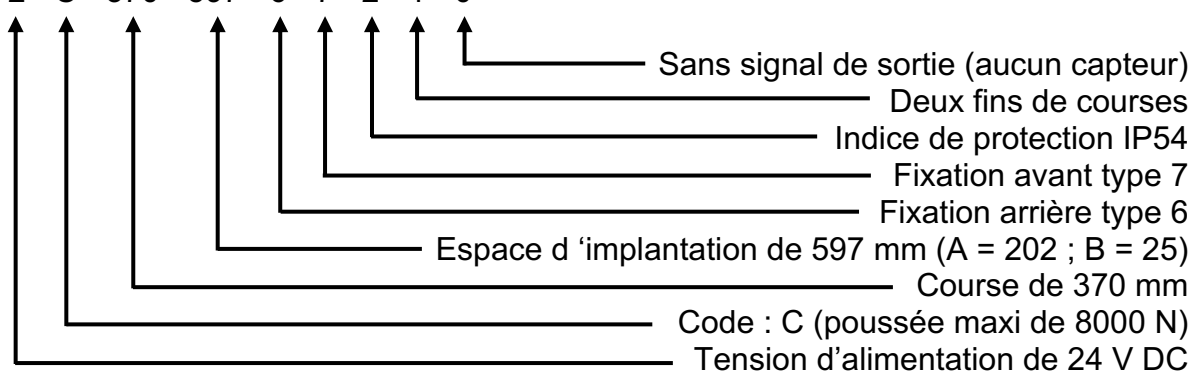 Sans signal de sortie (aucun capteur)
Deux fins de courses
Indice de protection IP54
Fixation avant type 7
Fixation arrière type 6
Espace d ‘implantation de 597 mm (A = 202 ; B = 25)
Course de 370 mm
Code : C (poussée maxi de 8000 N)
Tension d’alimentation de 24 V DC